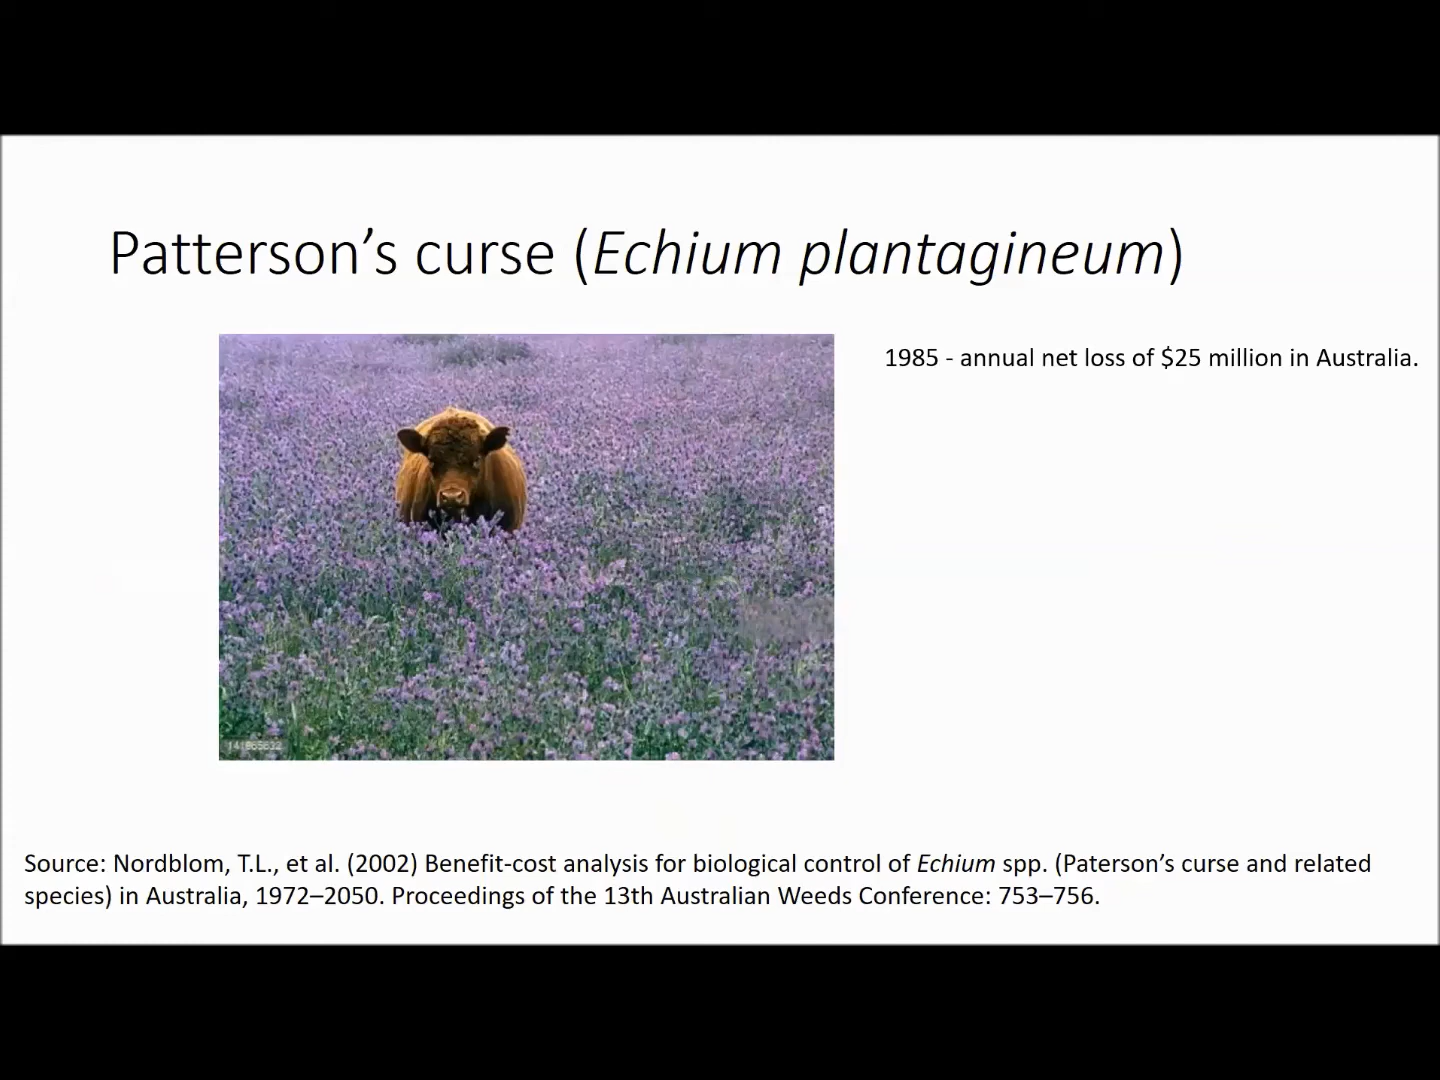 Patterson’s curse (Echium plantagineum)
1985 - annual net loss of $25 million in Australia.
141865632
Source: Nordblom, T.L., et al. (2002) Benefit-cost analysis for biological control of Echium spp. (Paterson’s curse and related
species) in Australia, 1972–2050. Proceedings of the 13th Australian Weeds Conference: 753–756.